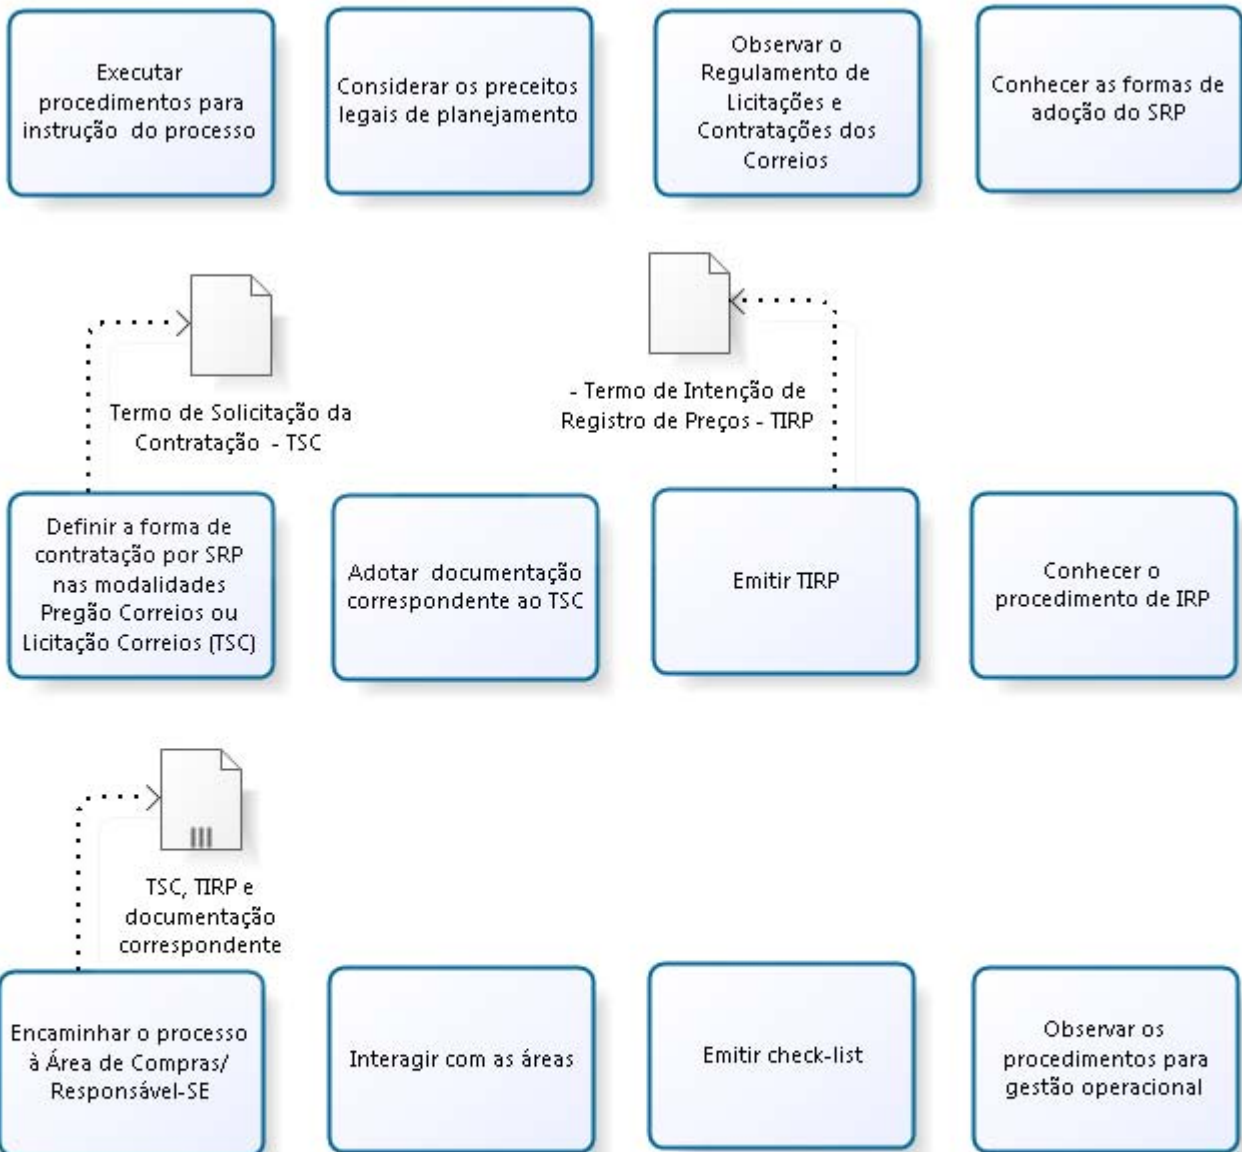 Executar
procedimentos para
instrução do processo
Considerar os preceitos
legais de planejamento
Observar o
Regulamento de
Licitações e
Contratações dos
Correios
Conhecer as formas de
adoção do SRP
Termo de Solicitação da
Contratação - TSC
- Termo de Intenção de
Registro de Preços - TIRP
Definir a forma de
contratação por SRP
nas modalidades
Pregão Correios ou
Licitação Correios (TSC)
Adotar documentação
correspondente ao TSC
Emitir TIRP
Conhecer o
procedimento de IRP
TSC, TIRP e
documentação
correspondente
Encaminhar o processo
à Área de Compras/
Responsável-SE
Interagir com as áreas
Emitir check-list
Observar os
procedimentos para
gestão operacional